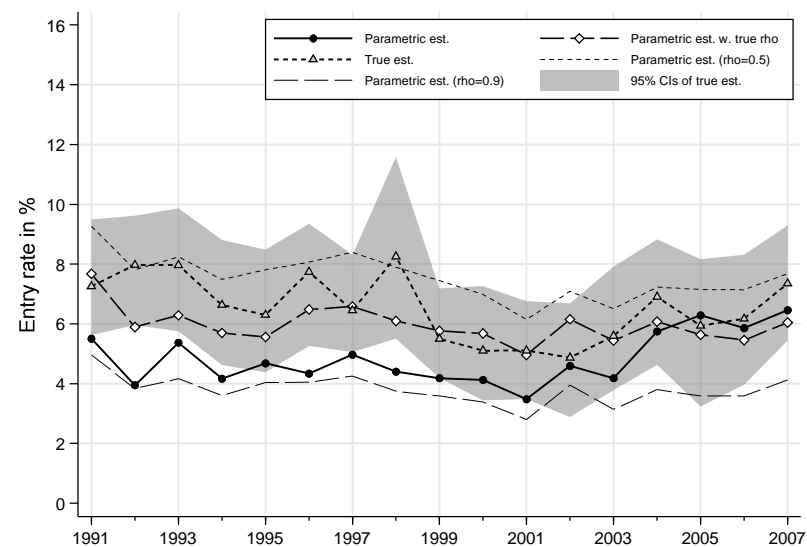 16
14
12
10
8
6
4
2
0
Entry rate in %
Parametric est.
Parametric est. w. true rho
True est.
Parametric est. (rho=0.5)
Parametric est. (rho=0.9)
95% CIs of true est.
1991 1993 1995 1997 1999 2001 2003 2005 2007